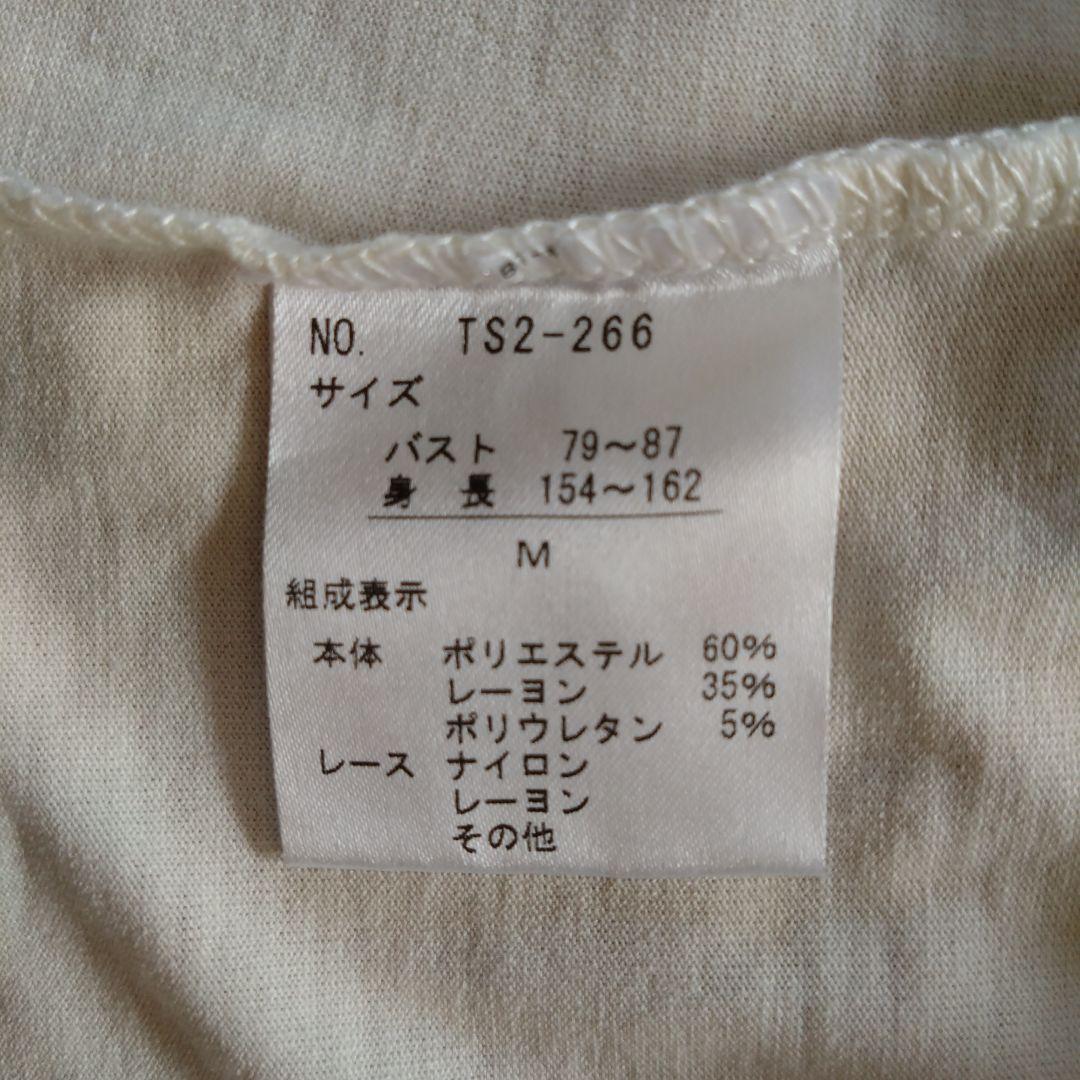 NO. TS2-266
サイズ
バスト 79～87
身長 154～162
M
組成表示
本体 ポリエステル 60%
レーヨン 35%
ポリウレタン 5%
レース ナイロン
レーヨン
その他